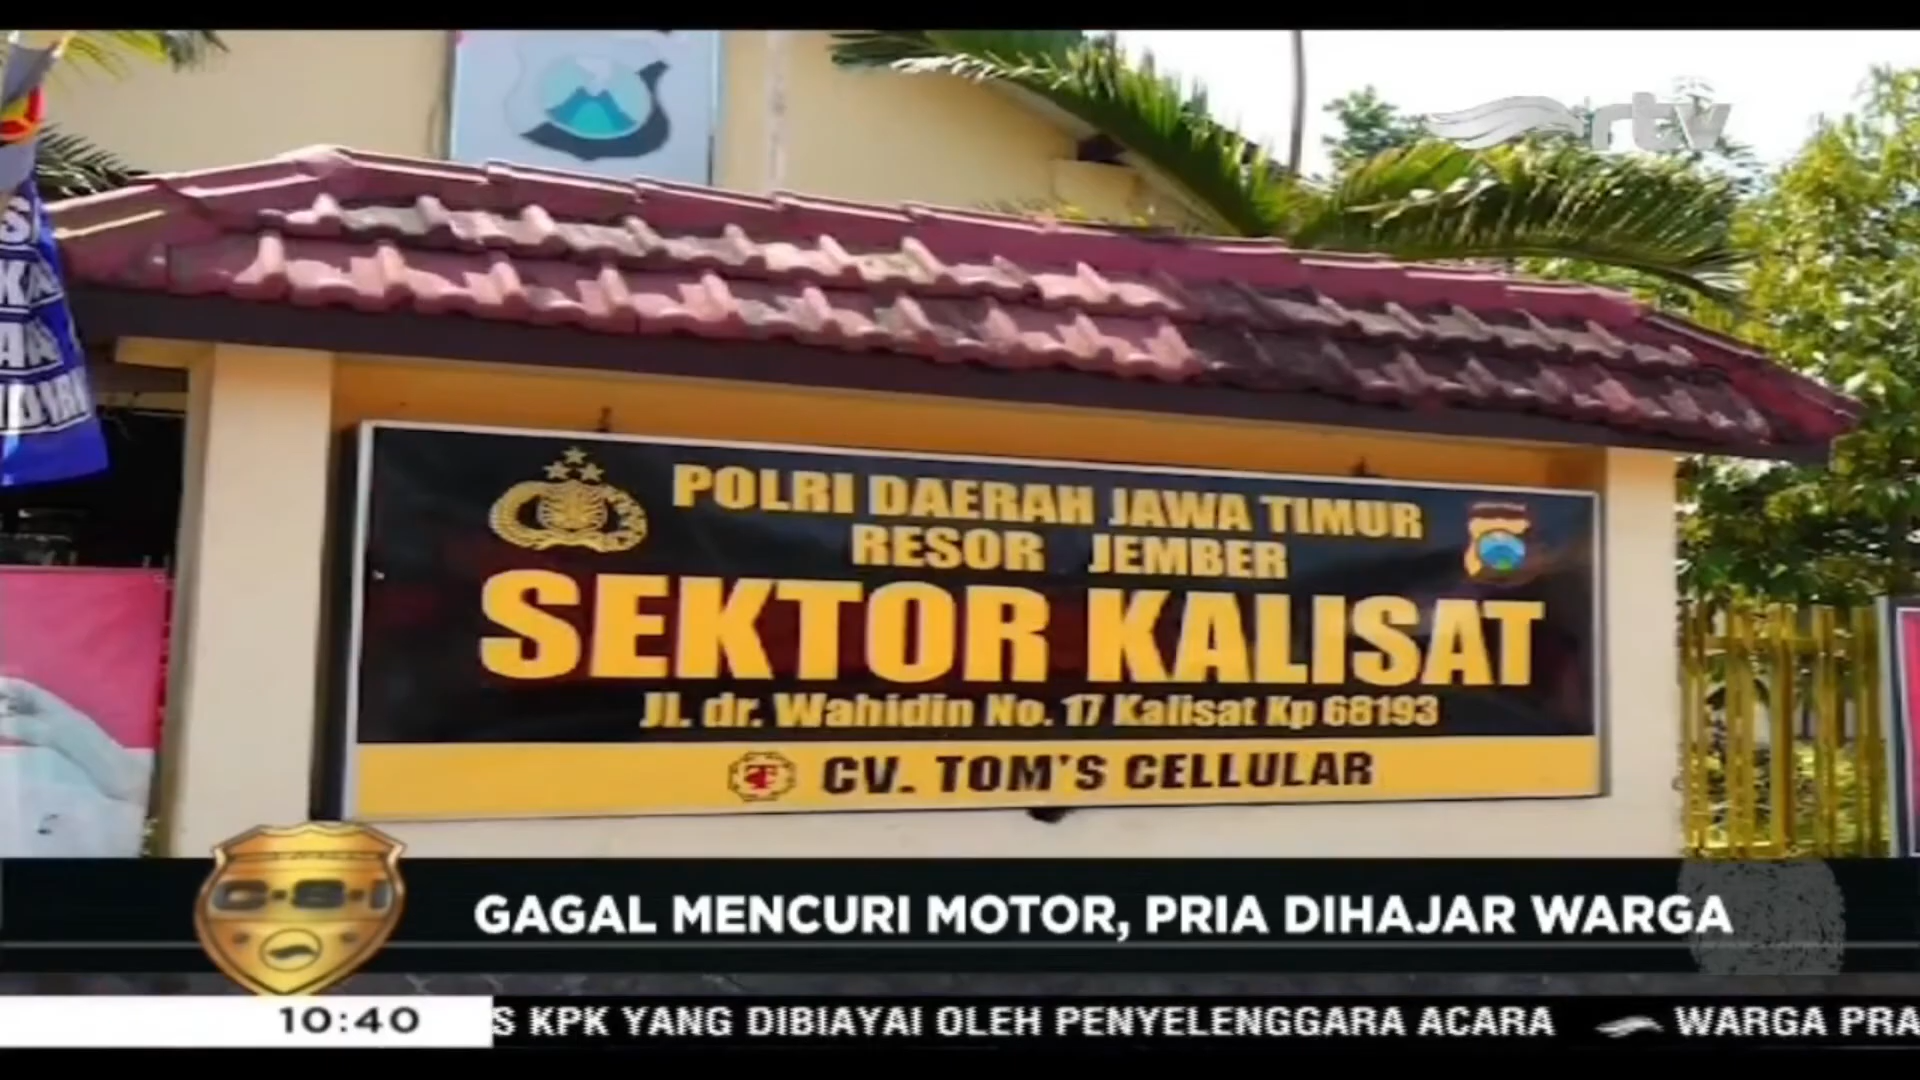 rtv
POLRI DAERAH JAWA TIMUR
RESOR JEMBER
SEKTOR KALISAT
Jl. dr. Wahidin No. 17 Kalisat Kp 68193
CV. TOM'S CELLULAR
C·S·I
GAGAL MENCURI MOTOR, PRIA DIHAJAR WARGA
10:40
S KPK YANG DIBIAYAI OLEH PENYELENGGARA ACARA
WARGA PRA